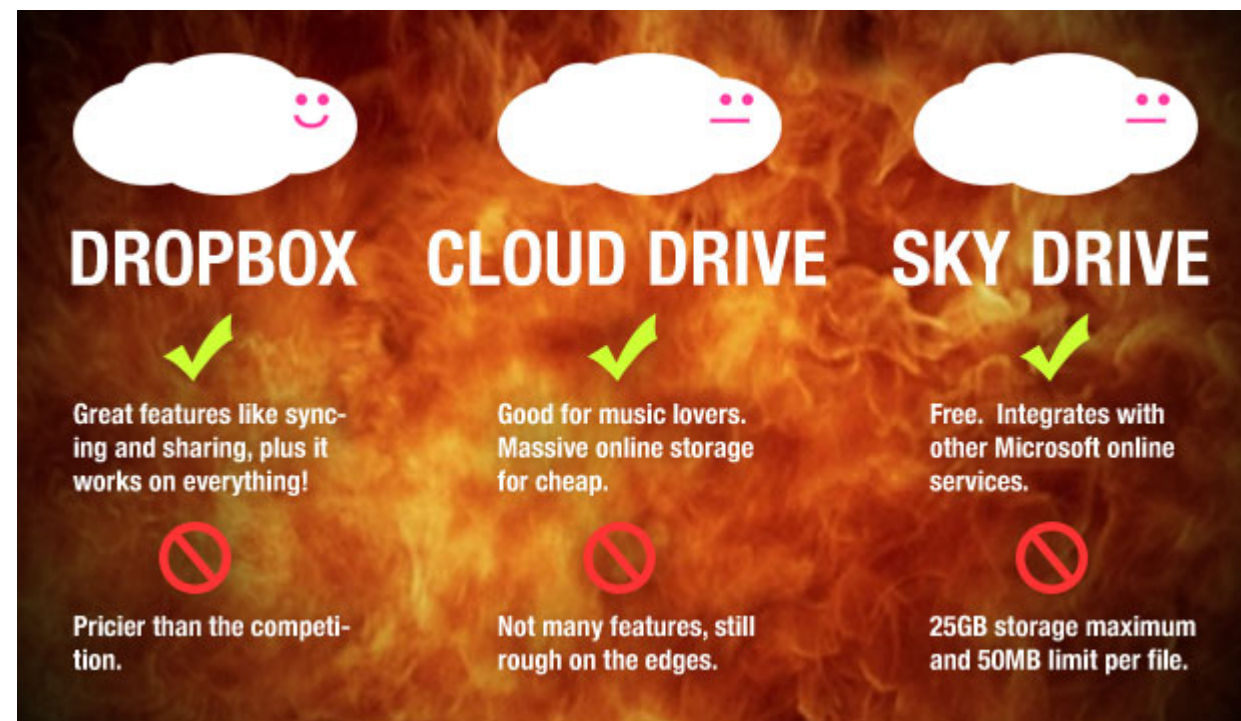 DROPBOX
Great features like sync-
ing and sharing, plus it
works on everything!
Pricier than the competi-
tion.
CLOUD DRIVE
Good for music lovers.
Massive online storage
for cheap.
Not many features, still
rough on the edges.
SKY DRIVE
Free.  Integrates with
other Microsoft online
services.
25GB storage maximum
and 50MB limit per file.